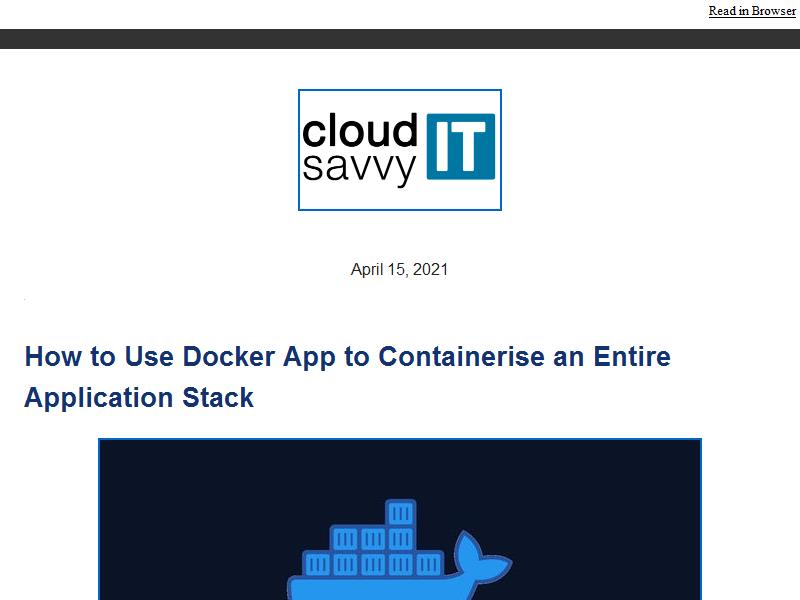 Read in Browser
cloud
savvy
IT
April 15, 2021
How to Use Docker App to Containerise an Entire
Application Stack